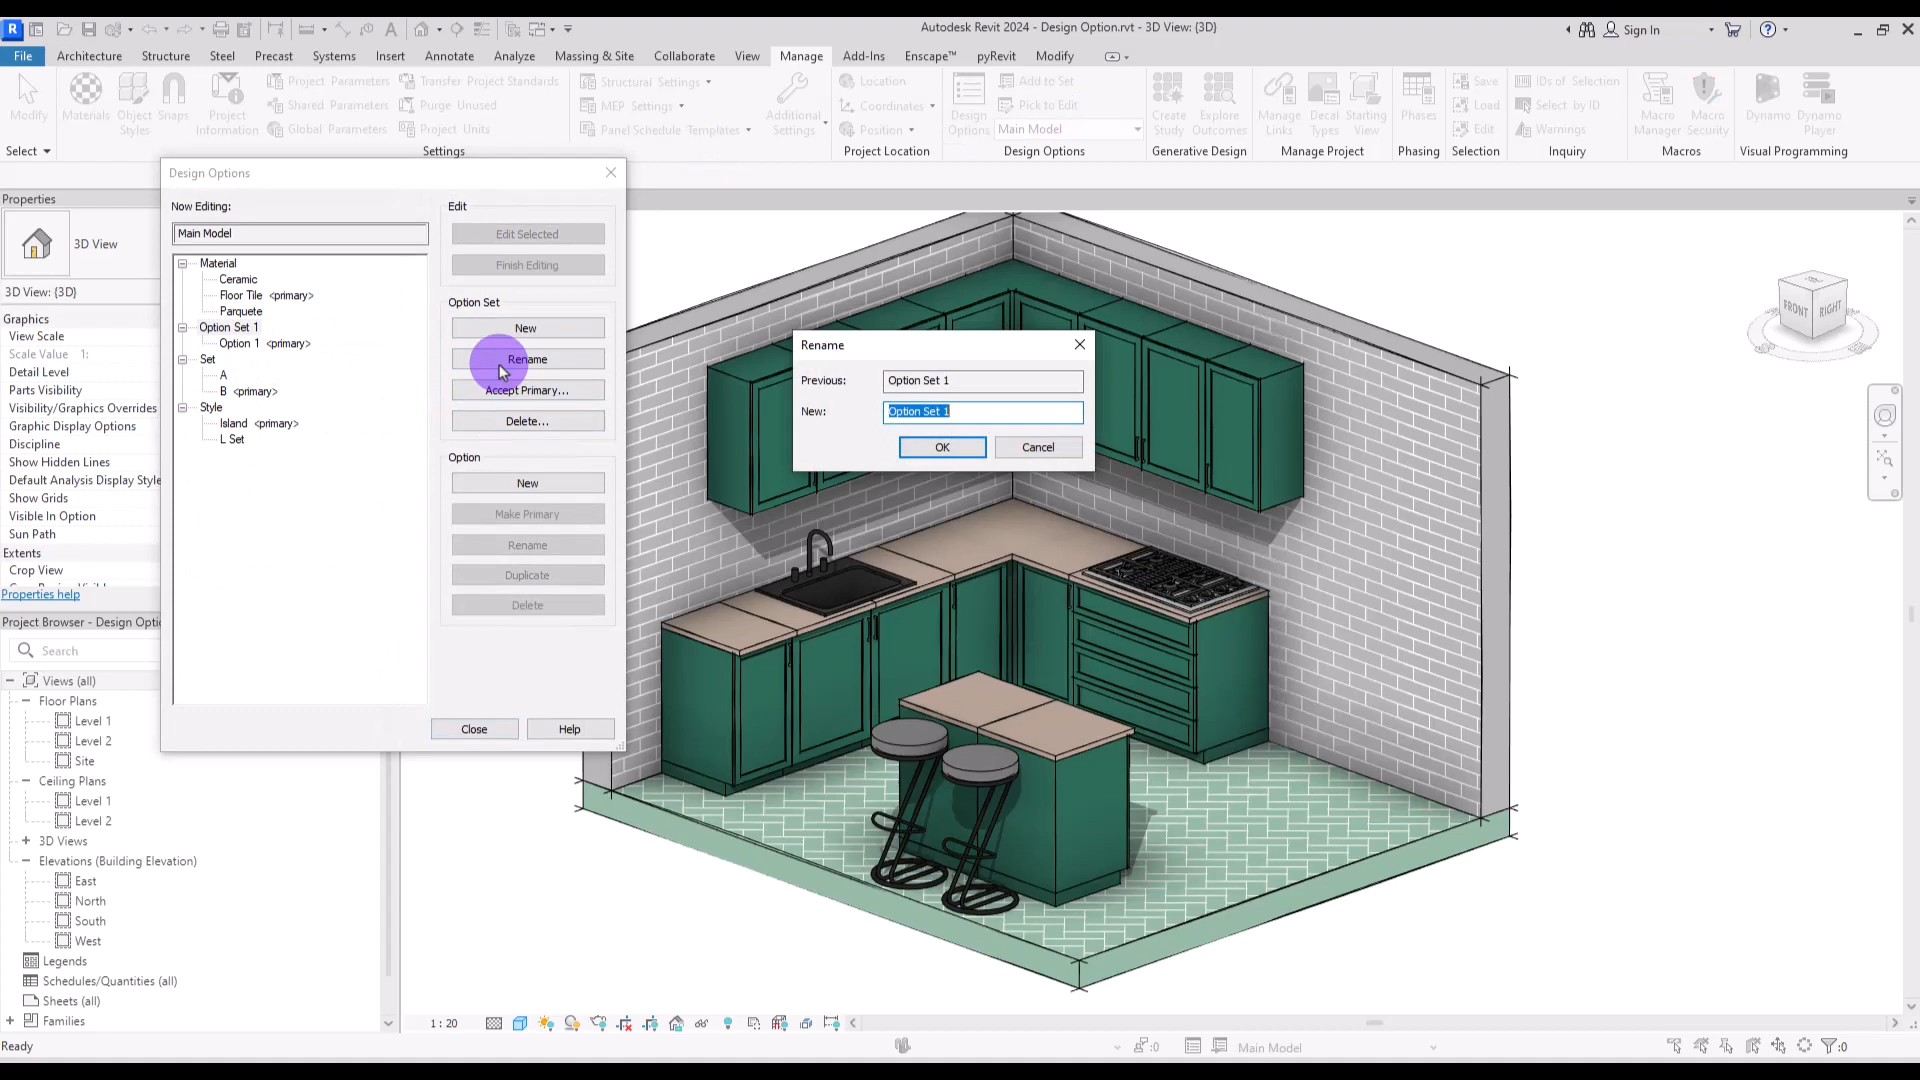 Autodesk Revit 2024 - Design Option.rvt - 3D View: {3D}
Sign In
File Architecture Structure Steel Precast Systems Insert Annotate Analyze Massing & Site Collaborate View Manage Add-Ins Enscape™ pyRevit Modify
Modify
Materials
Object Styles
Snaps
Project Information
Project Parameters
Shared Parameters
Global Parameters
Transfer Project Standards
Purge Unused
Project Units
Structural Settings
MEP Settings
Panel Schedule Templates
Additional Settings
Location
Coordinates
Position
Design Options
Add to Set
Pick to Edit
Main Model
Create Study
Explore Outcomes
Manage Links
Decal Types
Starting View
Phases
Save
Load
Edit
IDs of Selection
Select by ID
Warnings
Macro Manager
Macro Security
Dynamo
Dynamo Player
Select Settings Project Location Design Options Generative Design Manage Project Phasing Selection Inquiry Macros Visual Programming
Properties
3D View
3D View: {3D}
Graphics
View Scale
Scale Value 1:
Detail Level
Parts Visibility
Visibility/Graphics Overrides
Graphic Display Options
Discipline
Show Hidden Lines
Default Analysis Display Style
Show Grids
Visible In Option
Sun Path
Extents
Crop View
Properties help
Project Browser - Design Optio
Search
Views (all)
Floor Plans
Level 1
Level 2
Site
Ceiling Plans
Level 1
Level 2
3D Views
Elevations (Building Elevation)
East
North
South
West
Legends
Schedules/Quantities (all)
Sheets (all)
Families
Design Options
Now Editing:
Main Model
Material
Ceramic
Floor Tile <primary>
Parquete
Option Set 1
Option 1 <primary>
Set
A
B <primary>
Style
Island <primary>
L Set
Edit
Edit Selected
Finish Editing
Option Set
New
Rename
Accept Primary...
Delete...
Option
New
Make Primary
Rename
Duplicate
Delete
Close Help
Rename
Previous: Option Set 1
New: Option Set 1
OK Cancel
FRONT RIGHT
1 : 20
Ready
:0
Main Model
:0